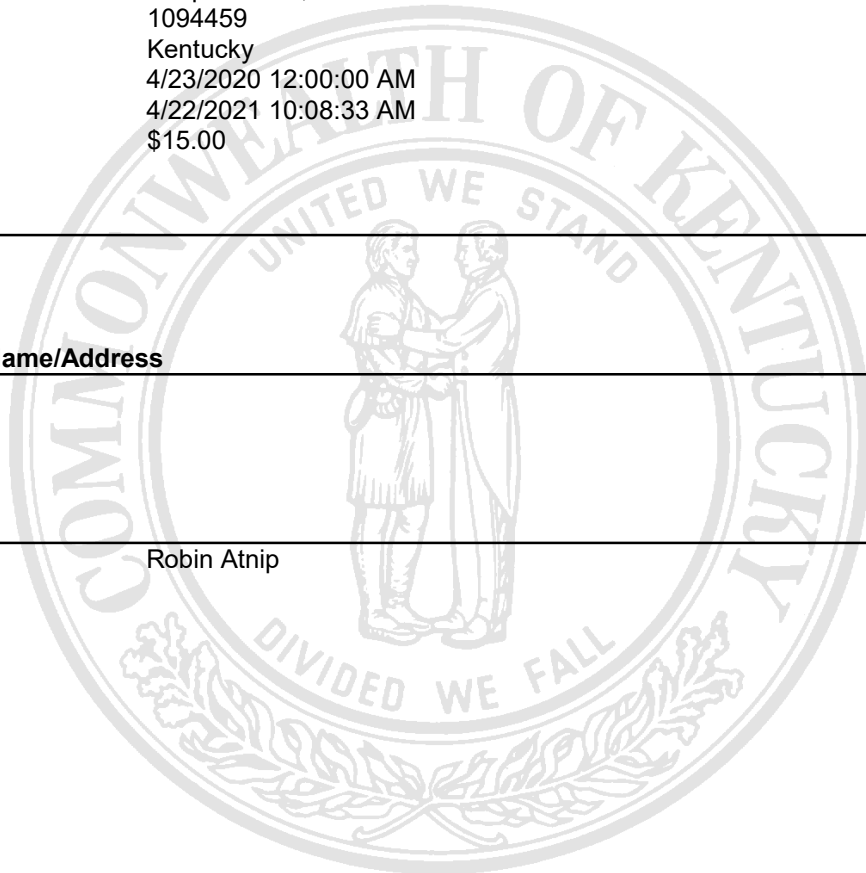 1094459
Kentucky
4/23/2020 12:00:00 AM
4/22/2021 10:08:33 AM
$15.00
COMMONWEALTH OF KENTUCKY
UNITED WE STAND
ame/Address
Robin Atnip
DIVIDED WE FALL